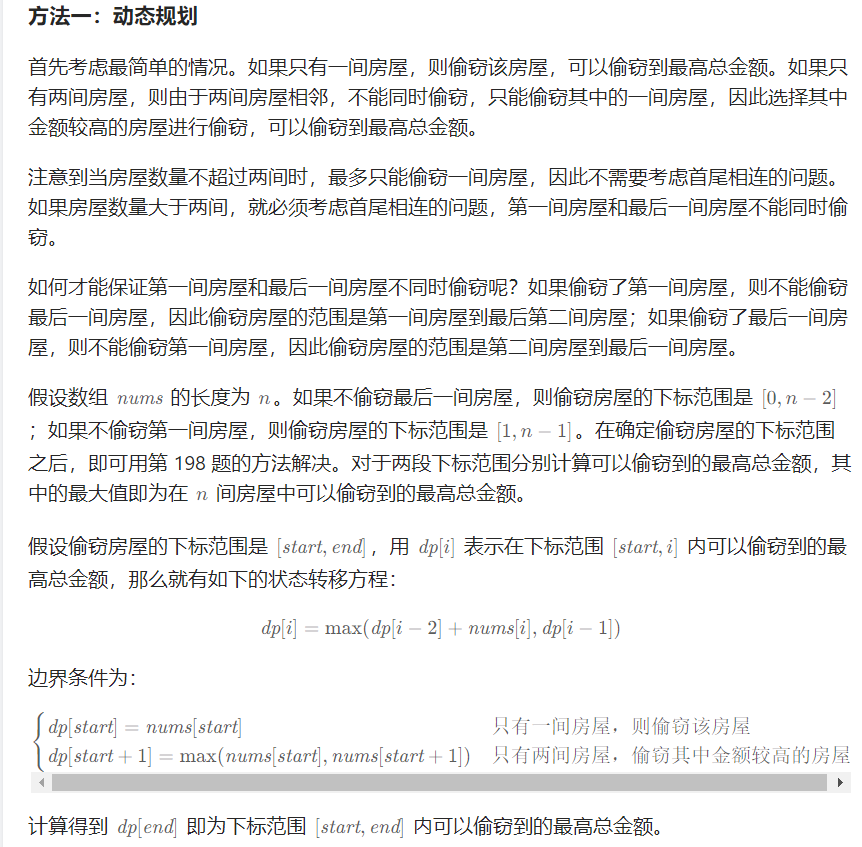 方法一：动态规划
首先考虑最简单的情况。如果只有一间房屋，则偷窃该房屋，可以偷窃到最高总金额。如果只
有两间房屋，则由于两间房屋相邻，不能同时偷窃，只能偷窃其中的一间房屋，因此选择其中
金额较高的房屋进行偷窃，可以偷窃到最高总金额。
注意到当房屋数量不超过两间时，最多只能偷窃一间房屋，因此不需要考虑首尾相连的问题。
如果房屋数量大于两间，就必须考虑首尾相连的问题，第一间房屋和最后一间房屋不能同时偷
窃。
如何才能保证第一间房屋和最后一间房屋不同时偷窃呢？如果偷窃了第一间房屋，则不能偷窃
最后一间房屋，因此偷窃房屋的范围是第一间房屋到最后第二间房屋；如果偷窃了最后一间房
屋，则不能偷窃第一间房屋，因此偷窃房屋的范围是第二间房屋到最后一间房屋。
假设数组 nums 的长度为 n。如果不偷窃最后一间房屋，则偷窃房屋的下标范围是 [0, n − 2]
；如果不偷窃第一间房屋，则偷窃房屋的下标范围是 [1, n − 1]。在确定偷窃房屋的下标范围
之后，即可用第 198 题的方法解决。对于两段下标范围分别计算可以偷窃到的最高总金额，其
中的最大值即为在 n 间房屋中可以偷窃到的最高总金额。
假设偷窃房屋的下标范围是 [start, end]，用 dp[i] 表示在下标范围 [start, i] 内可以偷窃到的最
高总金额，那么就有如下的状态转移方程：
dp[i] = max(dp[i − 2] + nums[i], dp[i − 1])
边界条件为：
dp[start] = nums[start] 只有一间房屋，则偷窃该房屋
dp[start + 1] = max(nums[start], nums[start + 1]) 只有两间房屋，偷窃其中金额较高的房屋
计算得到 dp[end] 即为下标范围 [start, end] 内可以偷窃到的最高总金额。